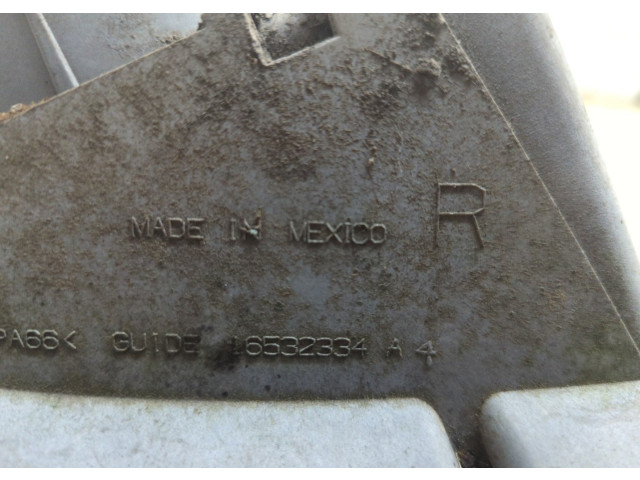 MADE IN MEXICO R
PA66< GUIDE 16532334 A 4